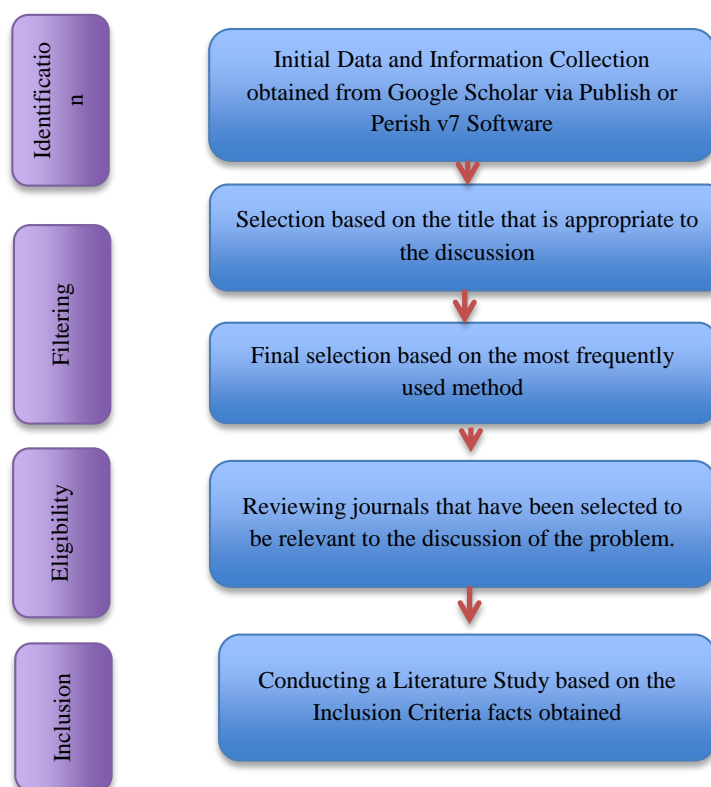 Identificatio
n
Initial Data and Information Collection
obtained from Google Scholar via Publish or
Perish v7 Software
Filtering
Selection based on the title that is appropriate to
the discussion
Final selection based on the most frequently
used method
Eligibility
Reviewing journals that have been selected to
be relevant to the discussion of the problem.
Inclusion
Conducting a Literature Study based on the
Inclusion Criteria facts obtained